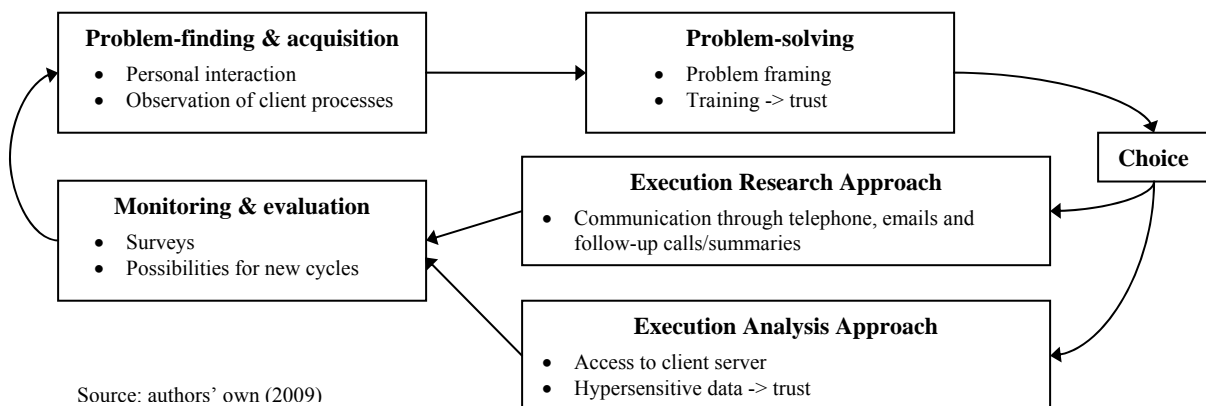 Problem-finding & acquisition
• Personal interaction
• Observation of client processes
Problem-solving
• Problem framing
• Training -> trust
Choice
Execution Research Approach
• Communication through telephone, emails and
follow-up calls/summaries
Monitoring & evaluation
• Surveys
• Possibilities for new cycles
Execution Analysis Approach
• Access to client server
• Hypersensitive data -> trust
Source: authors’ own (2009)